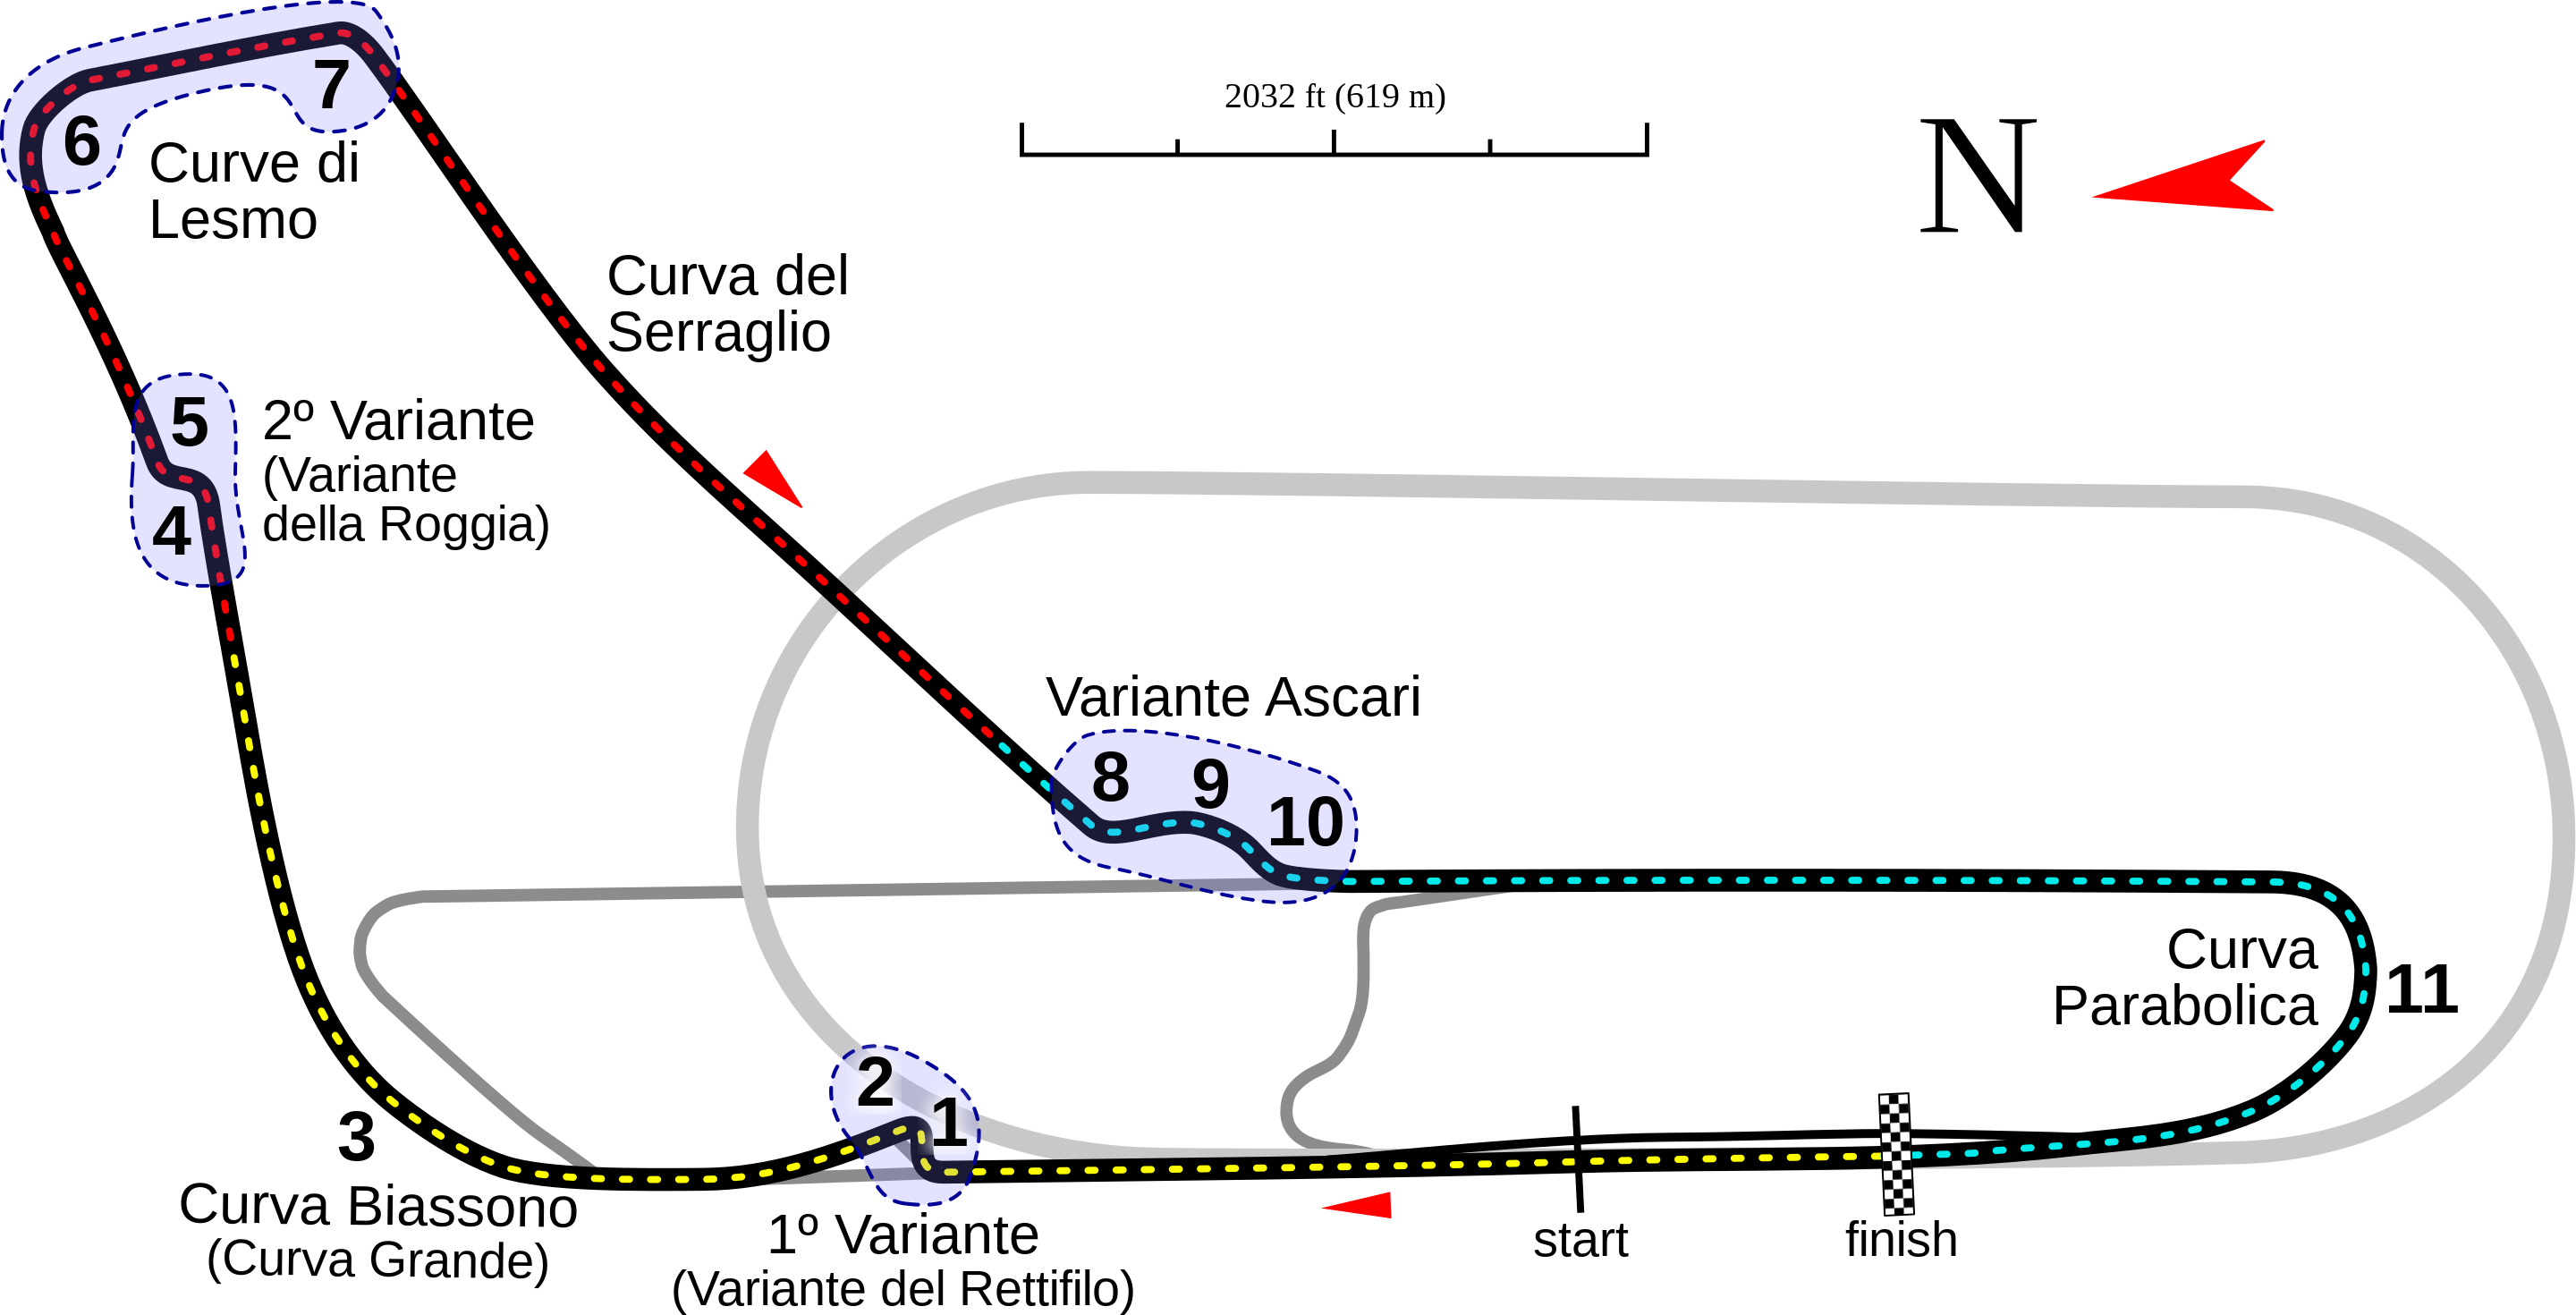 2032 ft (619 m)
N
7
6
Curve di
Lesmo
Curva del
Serraglio
5
4
2º Variante
(Variante
della Roggia)
Variante Ascari
8
9
10
Curva
Parabolica
11
2
1
3
Curva Biassono
(Curva Grande)
1º Variante
(Variante del Rettifilo)
start
finish